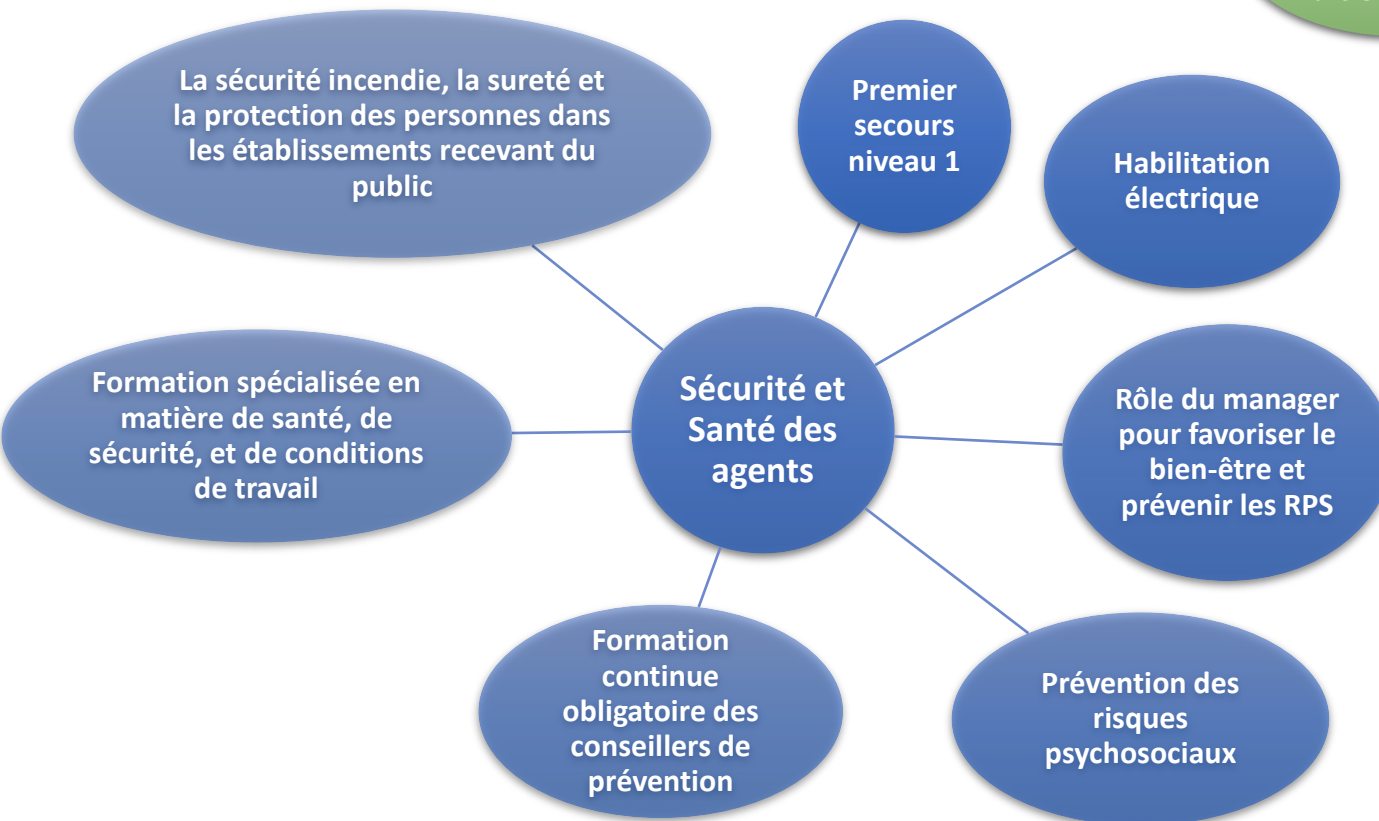 La sécurité incendie, la sureté et
la protection des personnes dans
les établissements recevant du
public
Premier
secours
niveau 1
Habilitation
électrique
Formation spécialisée en
matière de santé, de
sécurité, et de conditions
de travail
Sécurité et
Santé des
agents
Rôle du manager
pour favoriser le
bien-être et
prévenir les RPS
Formation
continue
obligatoire des
conseillers de
prévention
Prévention des
risques
psychosociaux